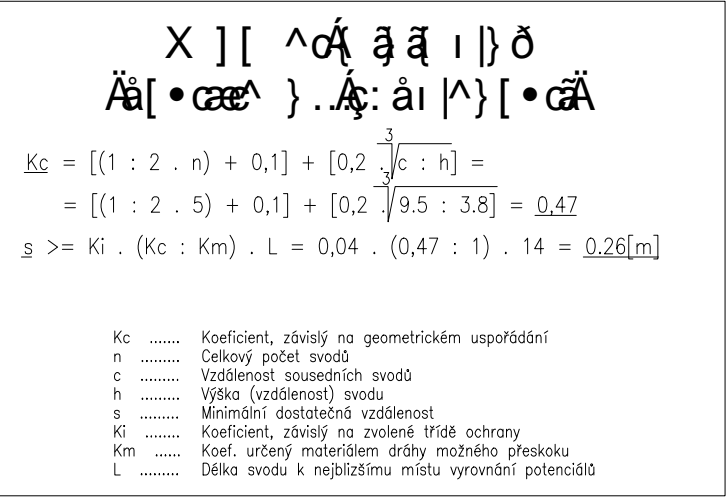 Kc = [(1 : 2 . n) + 0,1] + [0,2 . ³√c : h] =
= [(1 : 2 . 5) + 0,1] + [0,2 . ³√9.5 : 3.8] = 0,47
s >= Ki . (Kc : Km) . L = 0,04 . (0,47 : 1) . 14 = 0.26[m]
Kc ....... Koeficient, závislý na geometrickém uspořádání
n ......... Celkový počet svodů
c ......... Vzdálenost sousedních svodů
h ......... Výška (vzdálenost) svodu
s ......... Minimální dostatečná vzdálenost
Ki ........ Koeficient, závislý na zvolené třídě ochrany
Km ...... Koef. určený materiálem dráhy možného přeskoku
L ......... Délka svodu k nejblizšímu místu vyrovnání potenciálů